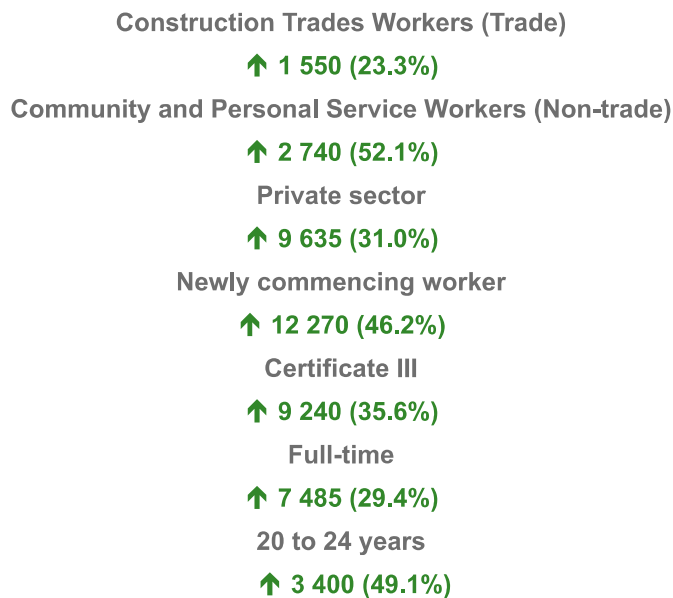 Construction Trades Workers (Trade)
↑ 1 550 (23.3%)
Community and Personal Service Workers (Non-trade)
↑ 2 740 (52.1%)
Private sector
↑ 9 635 (31.0%)
Newly commencing worker
↑ 12 270 (46.2%)
Certificate III
↑ 9 240 (35.6%)
Full-time
↑ 7 485 (29.4%)
20 to 24 years
↑ 3 400 (49.1%)